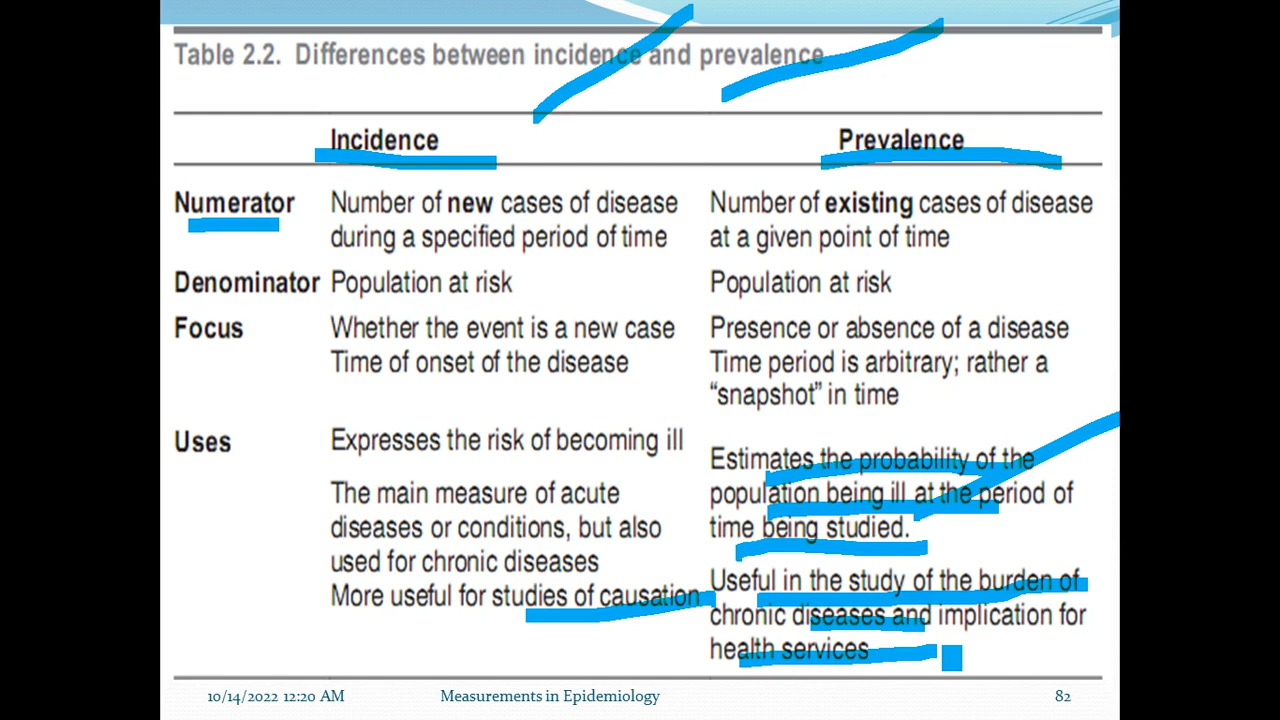 Table 2.2. Differences between incidence and prevalence
Incidence Prevalence
Numerator Number of new cases of disease Number of existing cases of disease
during a specified period of time at a given point of time
Denominator Population at risk Population at risk
Focus Whether the event is a new case Presence or absence of a disease
Time of onset of the disease Time period is arbitrary; rather a
“snapshot” in time
Uses Expresses the risk of becoming ill
Estimates the probability of the
The main measure of acute population being ill at the period of
diseases or conditions, but also time being studied.
used for chronic diseases
More useful for studies of causation Useful in the study of the burden of
chronic diseases and implication for
health services
10/14/2022 12:20 AM Measurements in Epidemiology 82